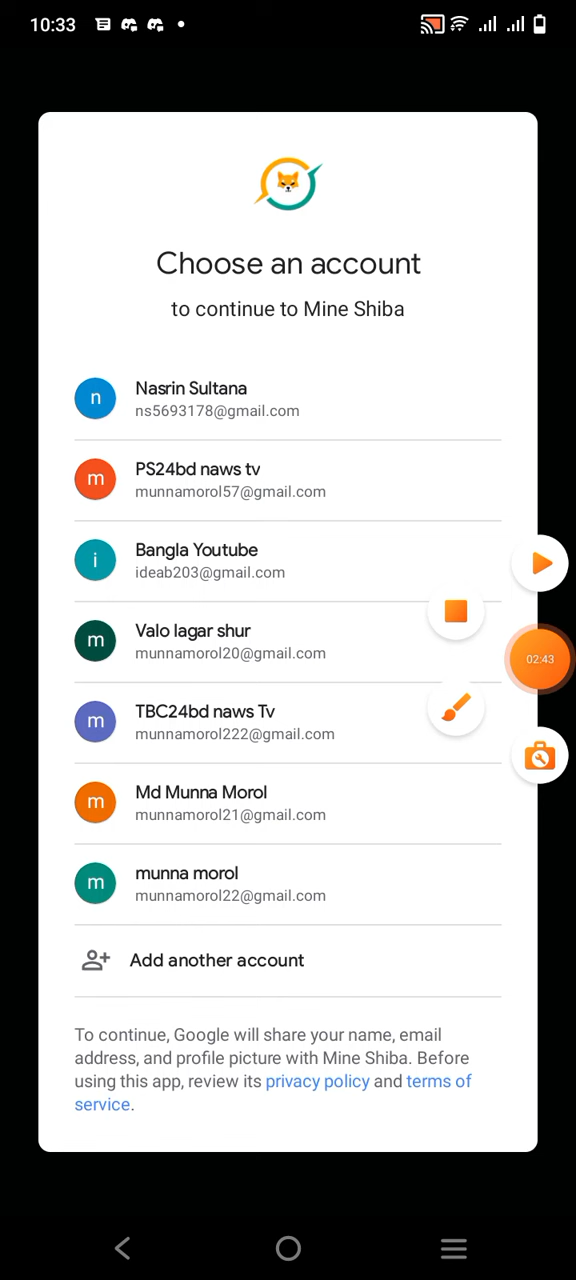 10:33
Choose an account
to continue to Mine Shiba
n
Nasrin Sultana
ns5693178@gmail.com
m
PS24bd naws tv
munnamorol57@gmail.com
i
Bangla Youtube
ideab203@gmail.com
m
Valo lagar shur
munnamorol20@gmail.com
02:43
m
TBC24bd naws Tv
munnamorol222@gmail.com
m
Md Munna Morol
munnamorol21@gmail.com
m
munna morol
munnamorol22@gmail.com
Add another account
To continue, Google will share your name, email
address, and profile picture with Mine Shiba. Before
using this app, review its privacy policy and terms of
service.